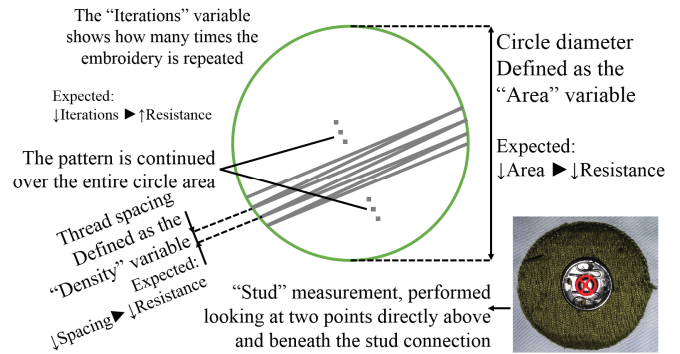 The “Iterations” variable
shows how many times the
embroidery is repeated
Expected:
↓Iterations ►↑Resistance
The pattern is continued
over the entire circle area
Thread spacing
Defined as the
“Density” variable
Expected:
↓Spacing►↓Resistance
Circle diameter
Defined as the
“Area” variable
Expected:
↓Area ►↓Resistance
“Stud” measurement, performed
looking at two points directly above
and beneath the stud connection